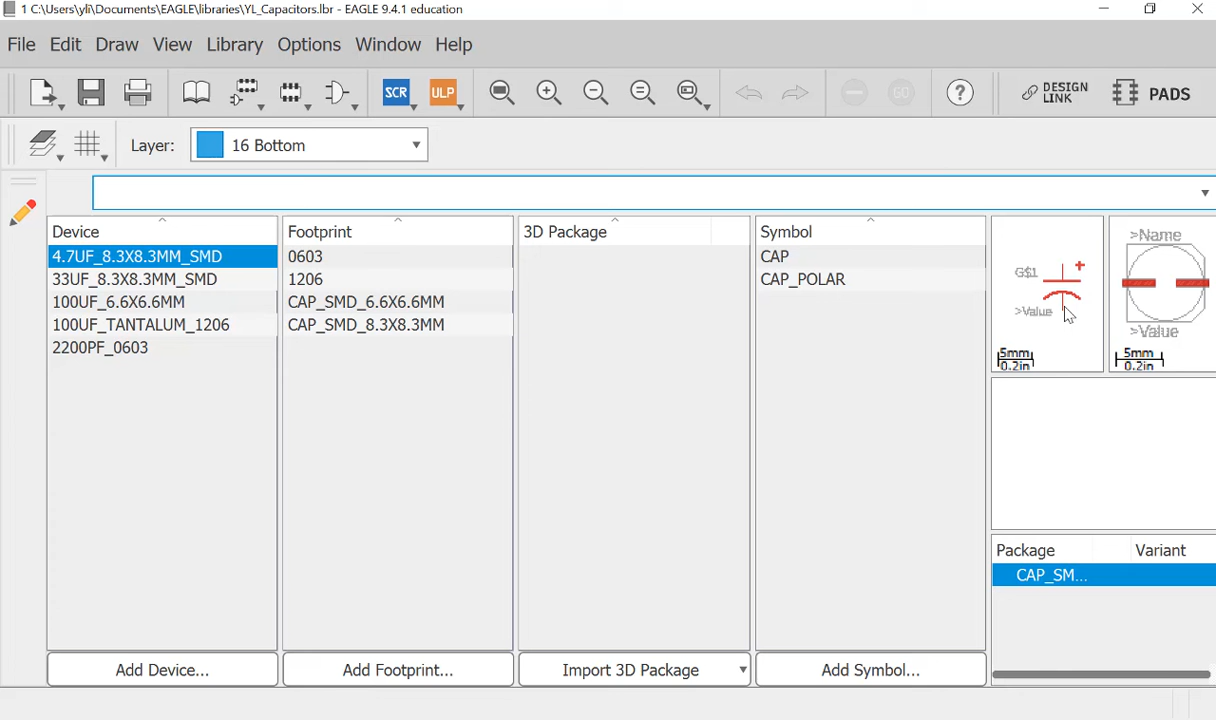 1 C:\Users\yli\Documents\EAGLE\libraries\YL_Capacitors.lbr - EAGLE 9.4.1 education
File Edit Draw View Library Options Window Help
SCR ULP DESIGN LINK PADS
Layer: 16 Bottom
Device Footprint 3D Package Symbol
4.7UF_8.3X8.3MM_SMD 0603 CAP
33UF_8.3X8.3MM_SMD 1206 CAP_POLAR
100UF_6.6X6.6MM CAP_SMD_6.6X6.6MM
100UF_TANTALUM_1206 CAP_SMD_8.3X8.3MM
2200PF_0603
>Name
G$1
>Value >Value
5mm 5mm
0.2in 0.2in
Package Variant
CAP_SM...
Add Device... Add Footprint... Import 3D Package Add Symbol...